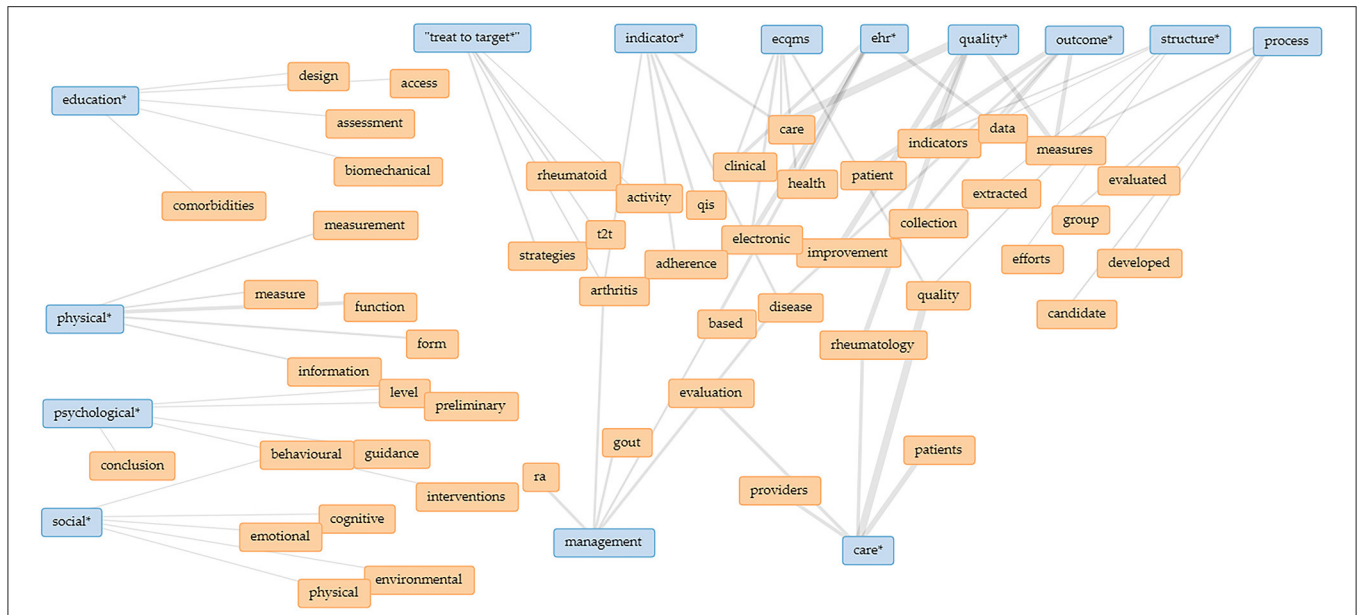 "treat to target*"
indicator*
ecqms
ehr*
quality*
outcome*
structure*
process
design
access
education*
assessment
care
data
indicators
measures
biomechanical
clinical
rheumatoid
health
patient
evaluated
activity
extracted
comorbidities
qis
measurement
collection
group
t2t
electronic
strategies
improvement
adherence
efforts
developed
arthritis
measure
function
quality
disease
candidate
physical*
based
form
rheumatology
information
level
evaluation
preliminary
psychological*
gout
behavioural
guidance
patients
conclusion
ra
providers
interventions
social*
cognitive
emotional
management
care*
environmental
physical